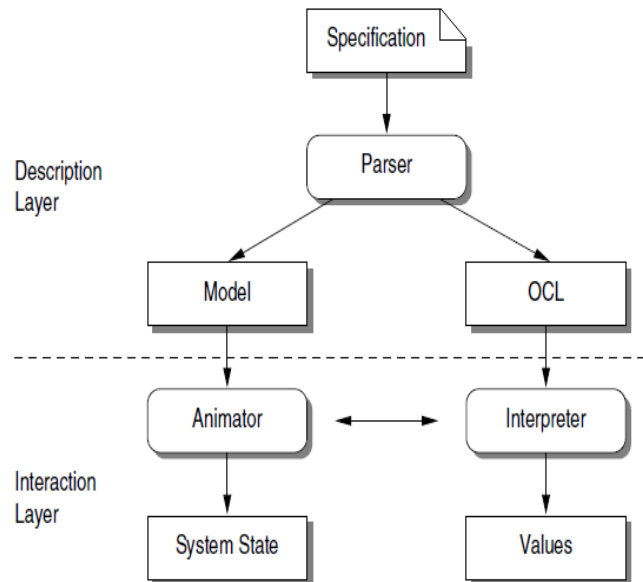 Specification
Parser
Description
Layer
Model
OCL
Animator
Interpreter
Interaction
Layer
System State
Values